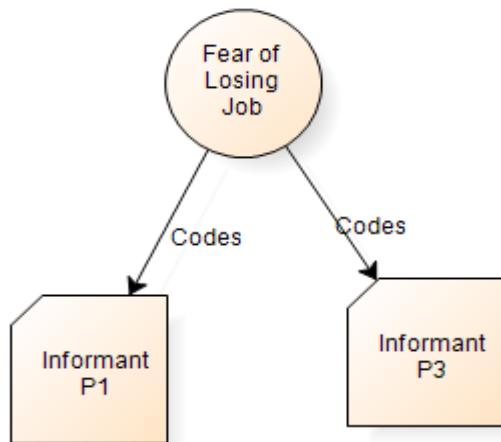 Fear of
Losing
Job
Codes
Codes
Informant
P1
Informant
P3